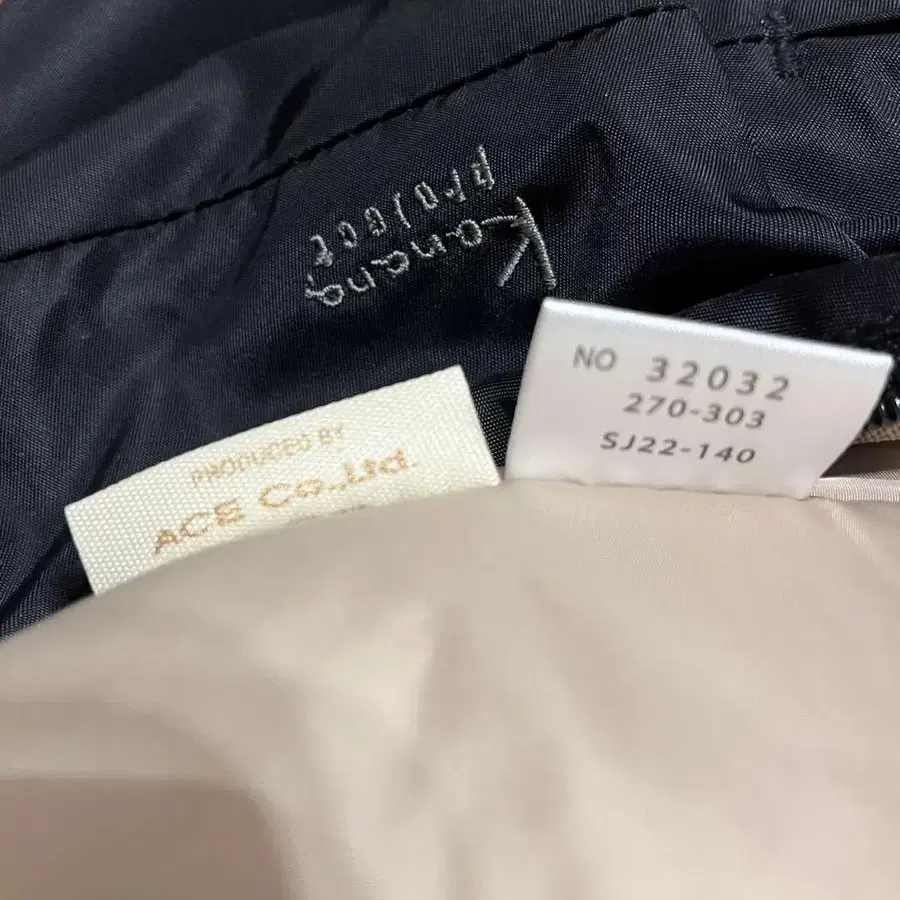 Kanana
project
PRODUCED BY
ACE Co.,Ltd.
NO 32032
270-303
SJ22-140